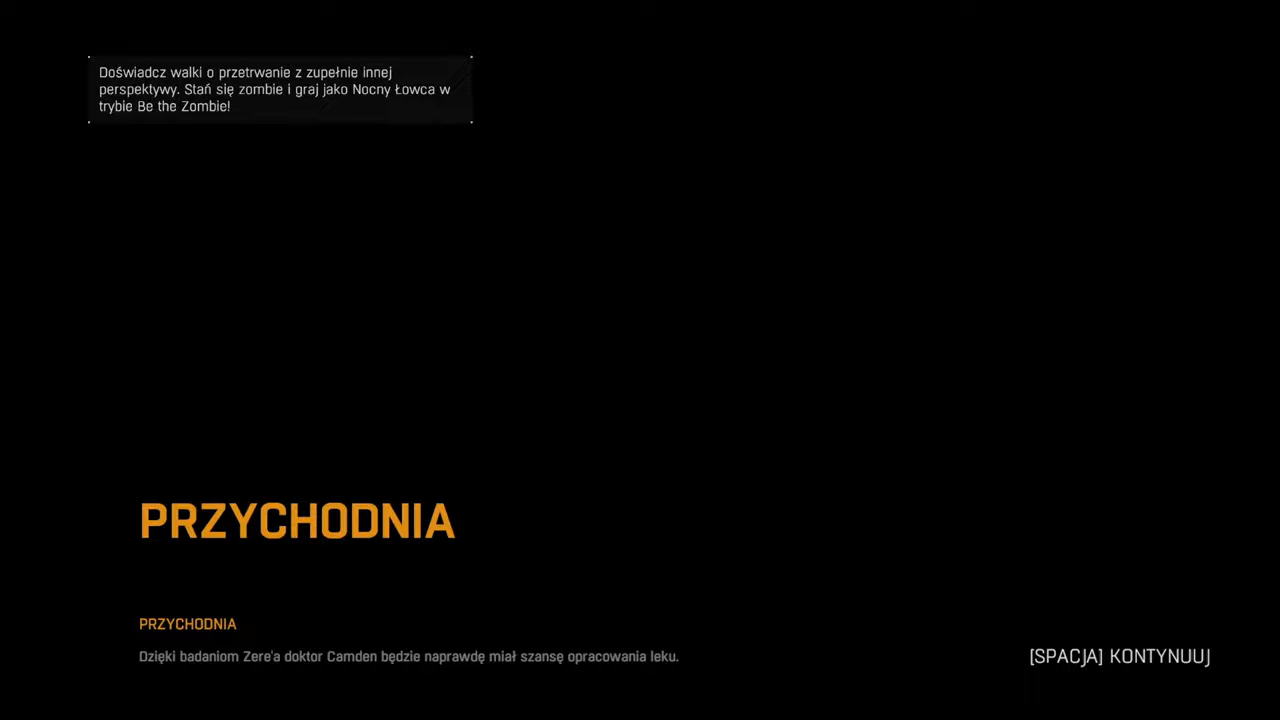 Doświadcz walki o przetrwanie z zupełnie innej
perspektywy. Stań się zombie i graj jako Nocny Łowca w
trybie Be the Zombie!
PRZYCHODNIA
PRZYCHODNIA
Dzięki badaniom Zere'a doktor Camden będzie naprawdę miał szansę opracowania leku.
[SPACJA] KONTYNUUJ